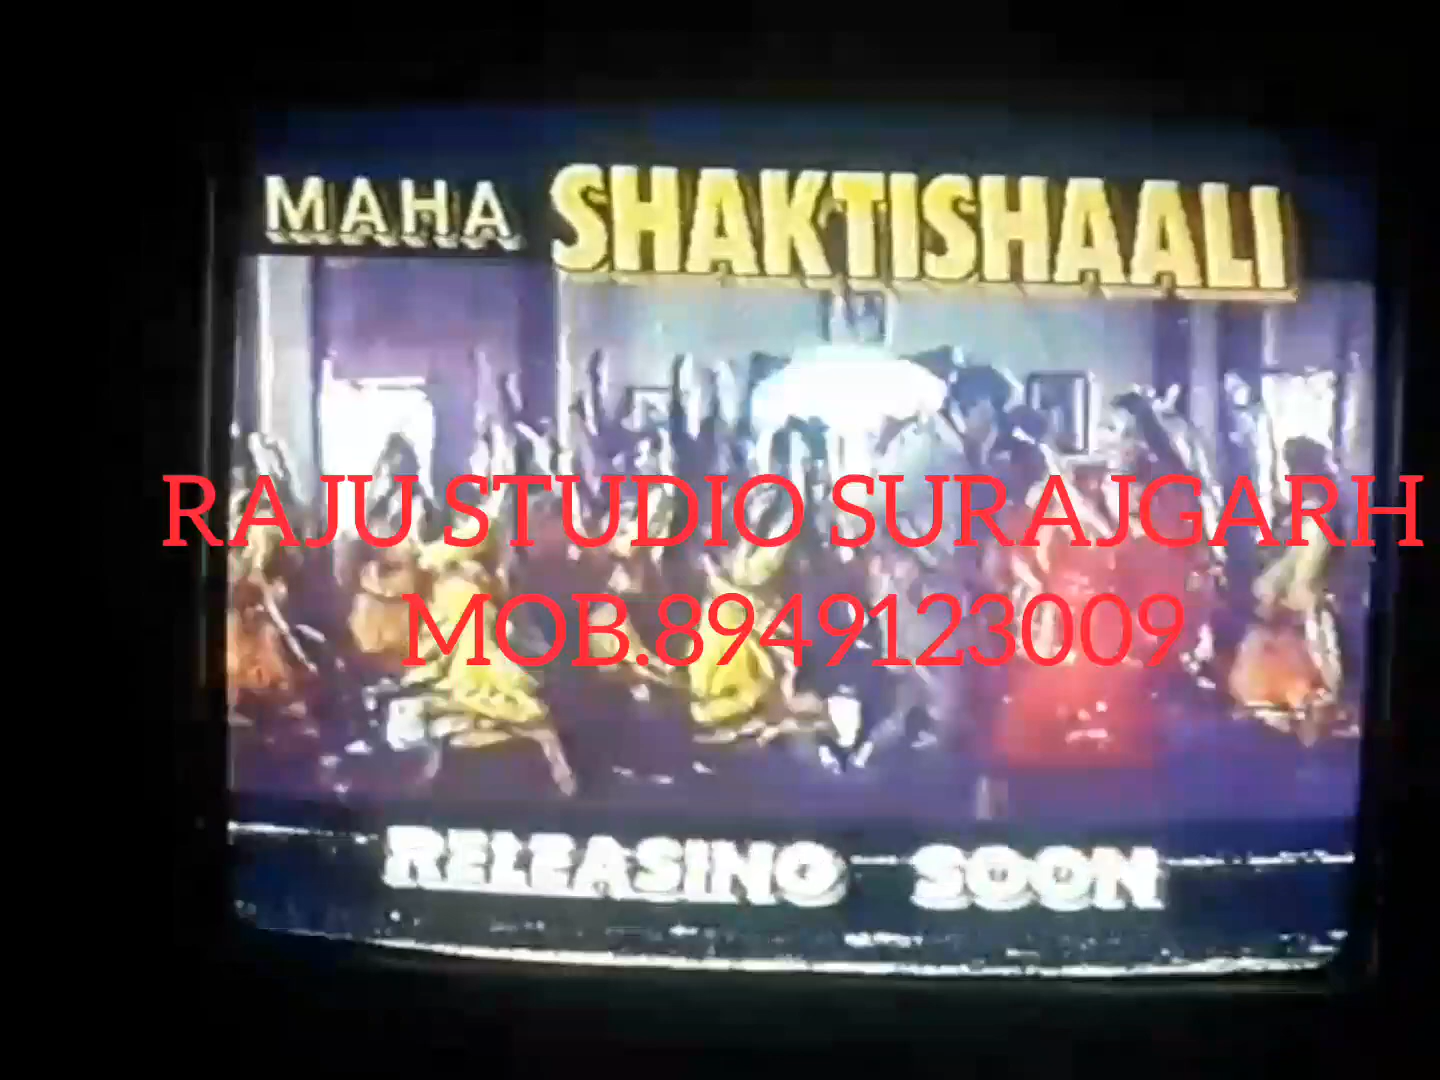 MAHA SHAKTISHAALI
RAJU STUDIO SURAJGARH
MOB.8949123009
RELEASING SOON